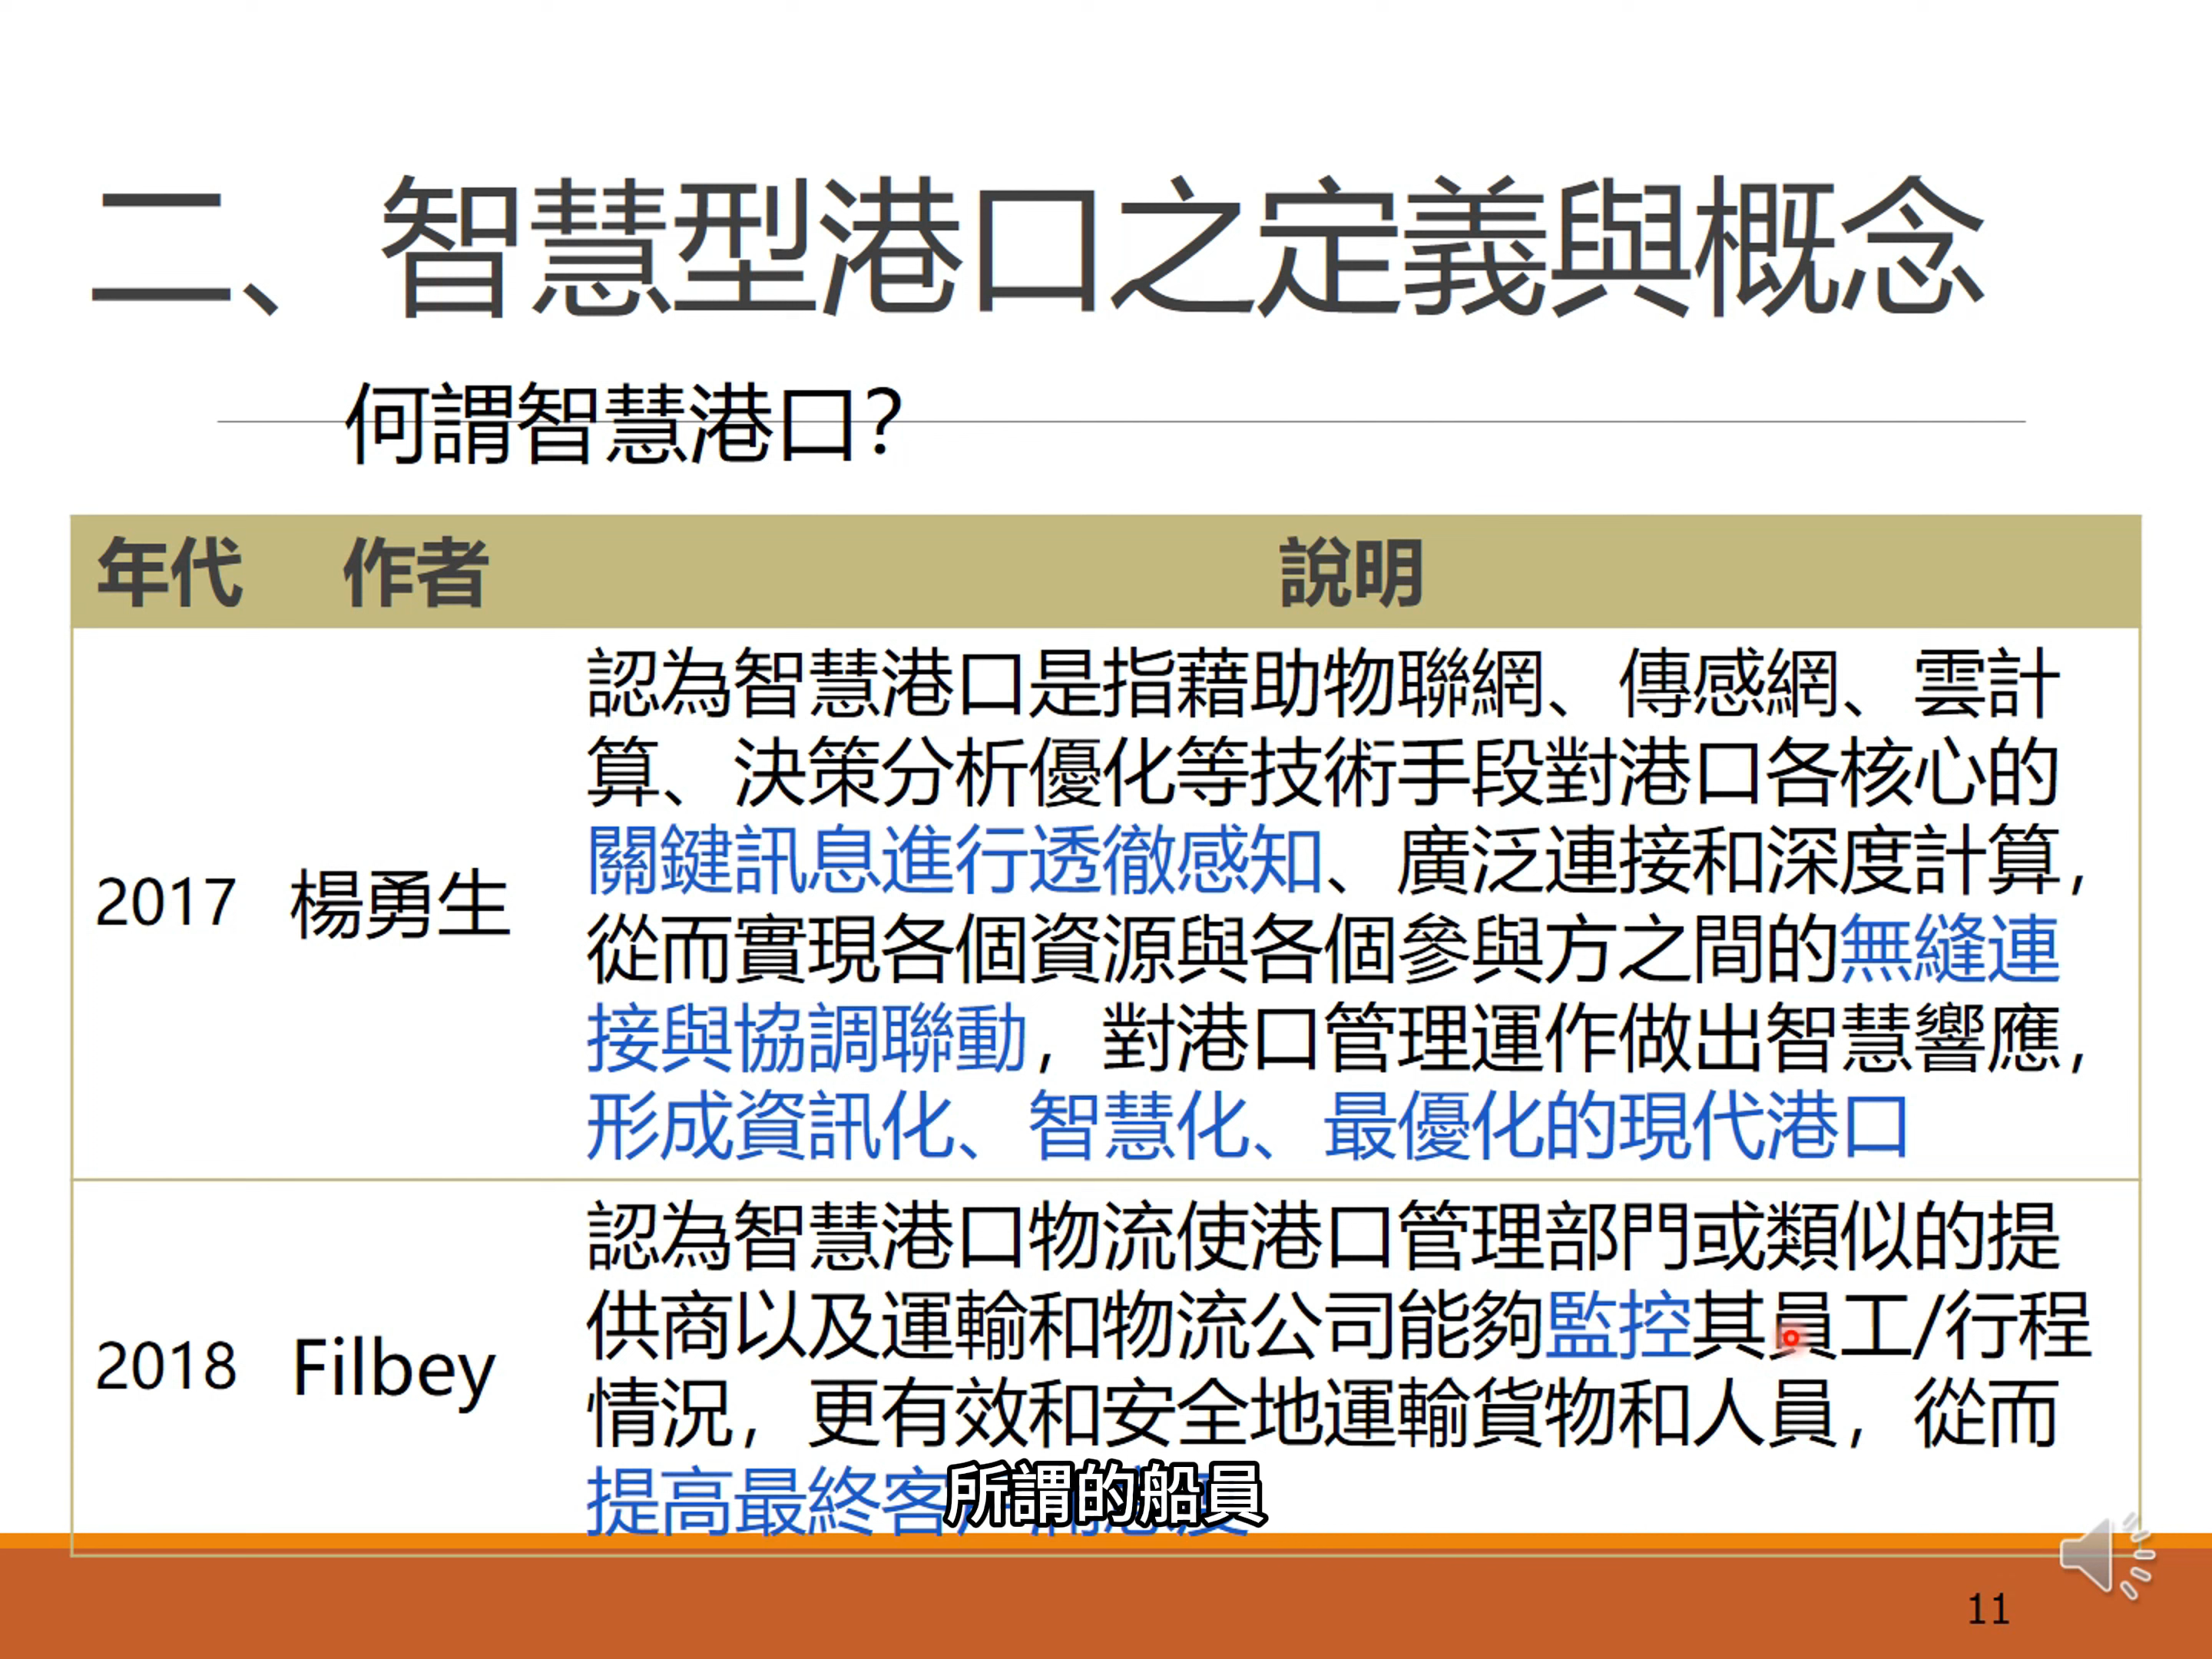 二、智慧型港口之定義與概念
何謂智慧港口?
年代 作者 說明
認為智慧港口是指藉助物聯網、傳感網、雲計
算、決策分析優化等技術手段對港口各核心的
關鍵訊息進行透徹感知、廣泛連接和深度計算,
2017 楊勇生
從而實現各個資源與各個參與方之間的無縫連
接與協調聯動,對港口管理運作做出智慧響應,
形成資訊化、智慧化、最優化的現代港口
認為智慧港口物流使港口管理部門或類似的提
供商以及運輸和物流公司能夠監控其員工/行程
2018 Filbey
情況,更有效和安全地運輸貨物和人員,從而
提高最終客
所謂的船員
11